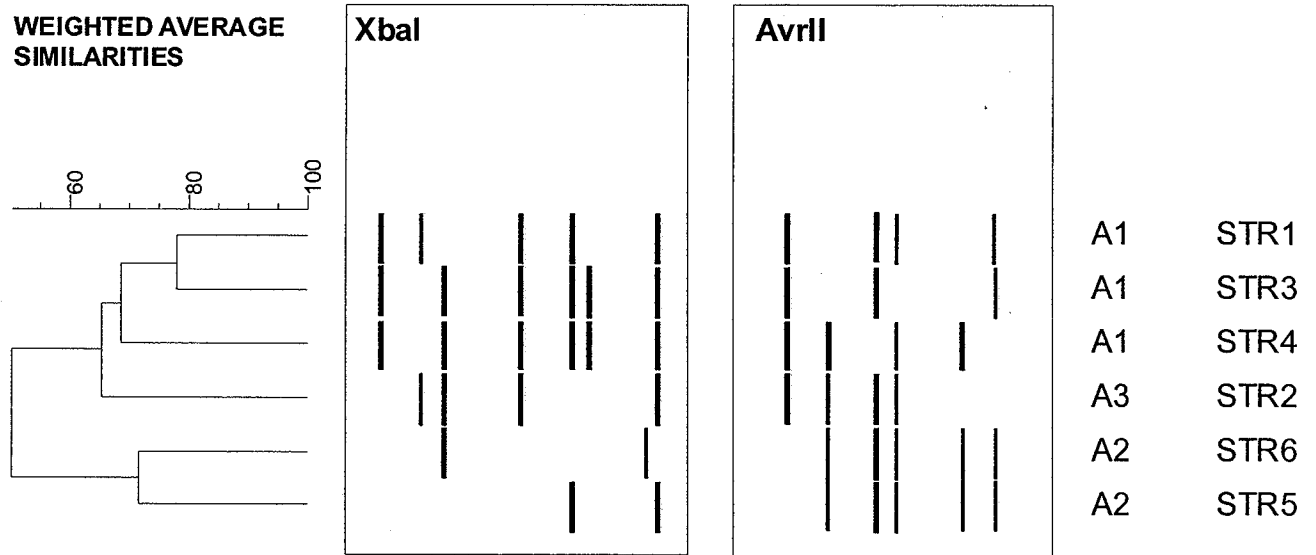 WEIGHTED AVERAGE
SIMILARITIES
XbaI
AvrII
60
80
100
A1 STR1
A1 STR3
A1 STR4
A3 STR2
A2 STR6
A2 STR5